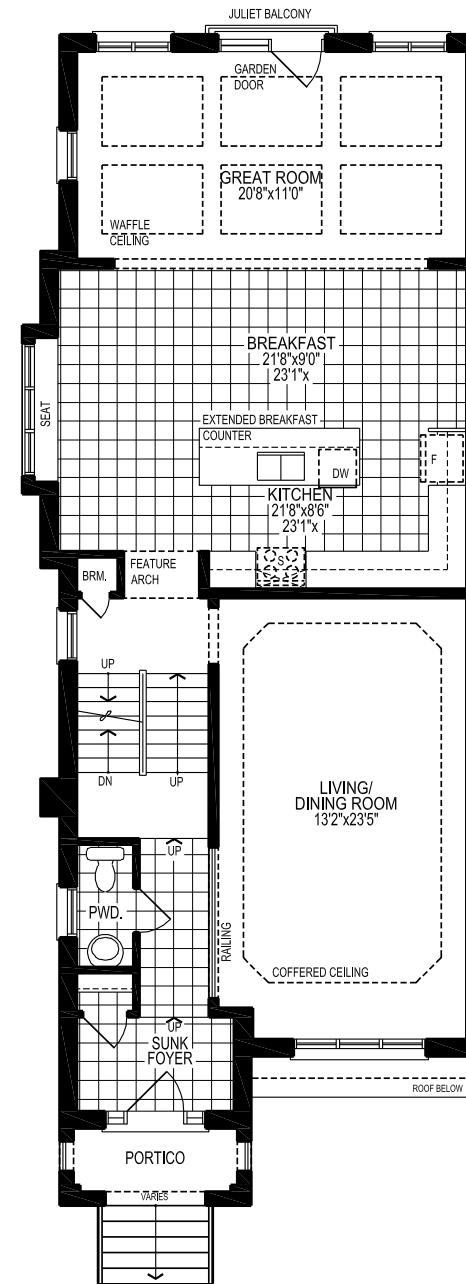 JULIET BALCONY
GARDEN
DOOR
GREAT ROOM
20'8"x11'0"
WAFFLE
CEILING
BREAKFAST
21'8"x9'0"
23'1"x
SEAT
EXTENDED BREAKFAST
COUNTER
DW
F
KITCHEN
21'8"x8'6"
23'1"x
S
BRM.
FEATURE
ARCH
UP
DN
UP
LIVING/
DINING ROOM
13'2"x23'5"
UP
PWD.
RAILING
COFFERED CEILING
UP
SUNK
FOYER
ROOF BELOW
PORTICO
VARIES